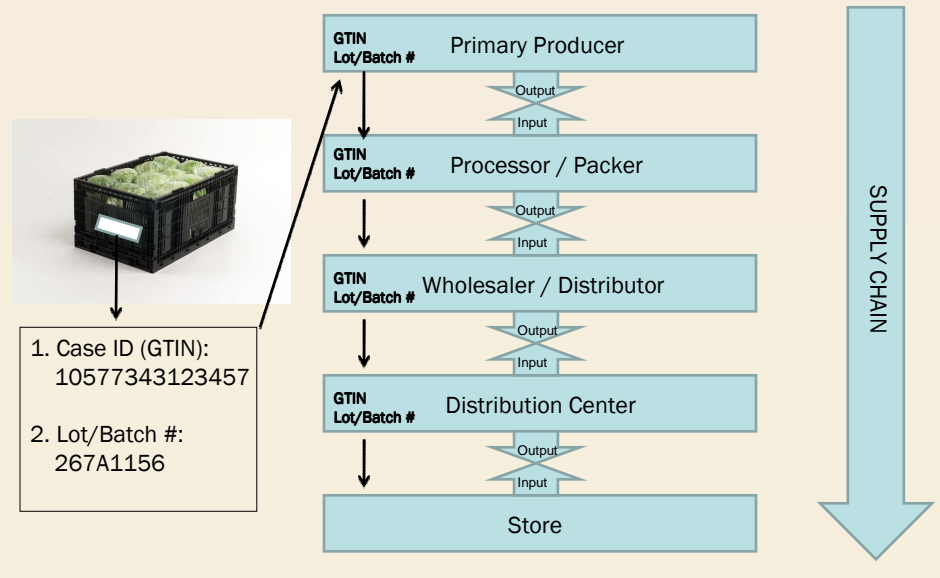 GTIN
Lot/Batch #
Primary Producer
Output
Input
GTIN
Lot/Batch #
Processor / Packer
Output
Input
GTIN
Lot/Batch #
Wholesaler / Distributor
Output
Input
GTIN
Lot/Batch #
Distribution Center
Output
Input
Store
1. Case ID (GTIN):
10577343123457
2. Lot/Batch #:
267A1156
SUPPLY CHAIN